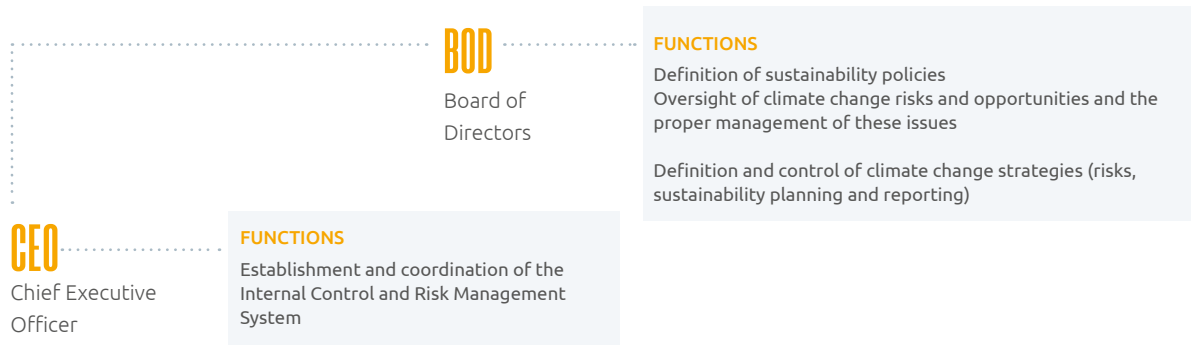 BOD
Board of
Directors
FUNCTIONS
Definition of sustainability policies
Oversight of climate change risks and opportunities and the
proper management of these issues
Definition and control of climate change strategies (risks,
sustainability planning and reporting)
CEO
Chief Executive
Officer
FUNCTIONS
Establishment and coordination of the
Internal Control and Risk Management
System